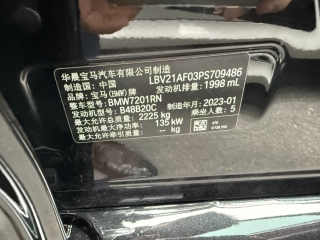 华晨宝马汽车有限公司制造
制造国：中国 LBV21AF03PS709486
品牌：宝马(BMW)牌 发动机排量：1998 mL
整车型号：BMW7201RN 制造年月：2023-01
发动机型号：B48B20C 乘坐人数：5
最大允许总质量：2225 kg
发动机最大净功率：135 kW
最大允许牵引质量：-- kg